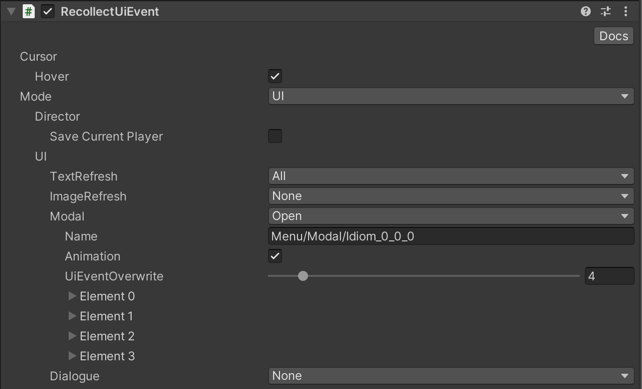 RecollectUiEvent
Docs
Cursor
Hover
Mode UI
Director
Save Current Player
UI
TextRefresh All
ImageRefresh None
Modal Open
Name Menu/Modal/Idiom_0_0_0
Animation
UiEventOverwrite 4
Element 0
Element 1
Element 2
Element 3
Dialogue None